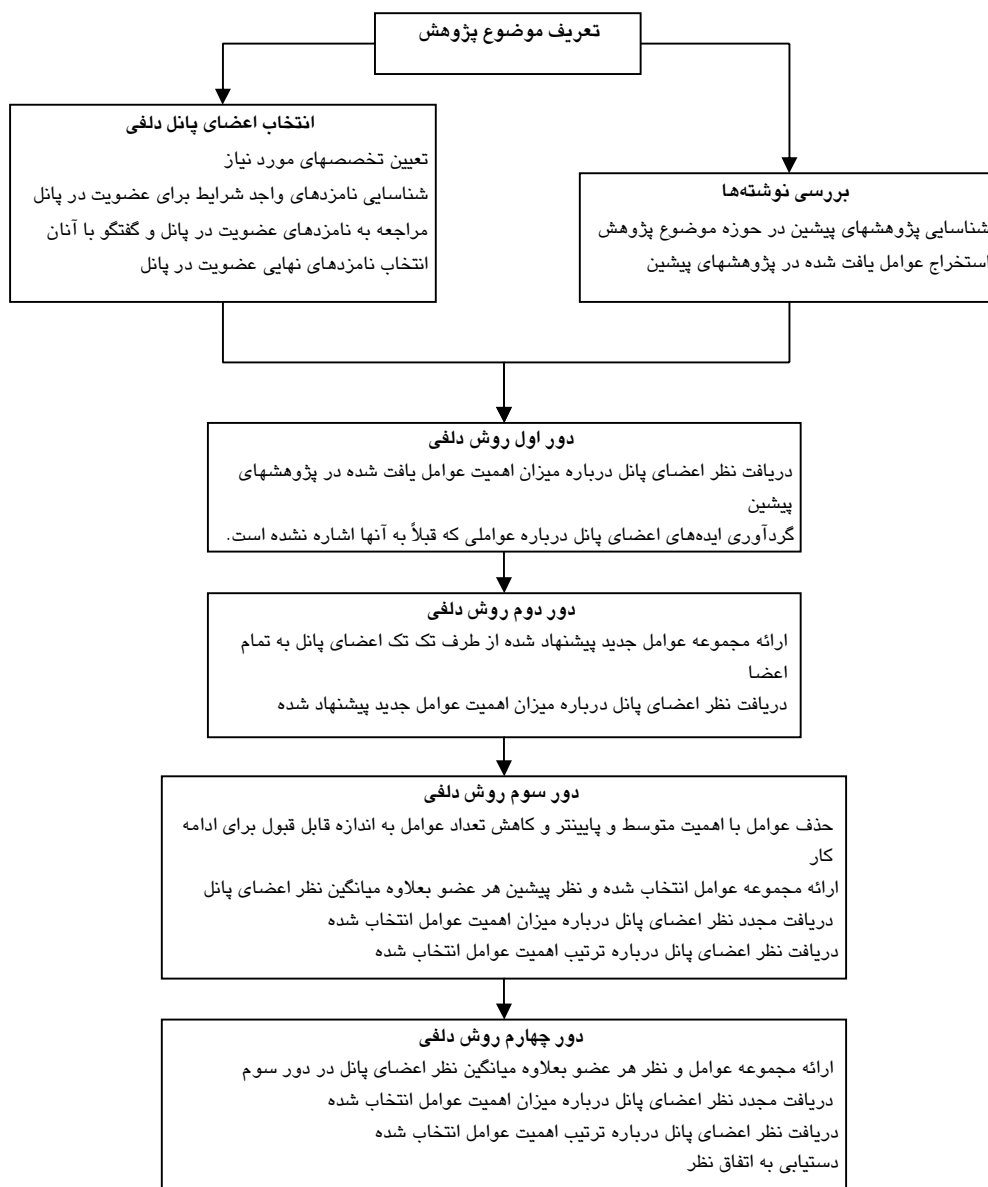 تعریف موضوع پژوهش
انتخاب اعضای پانل دلفی
تعیین تخصصهای مورد نیاز
شناسایی نامزدهای واجد شرایط برای عضویت در پانل
مراجعه به نامزدهای عضویت در پانل و گفتگو با آنان
انتخاب نامزدهای نهایی عضویت در پانل
بررسی نوشته‌ها
شناسایی پژوهشهای پیشین در حوزه موضوع پژوهش
استخراج عوامل یافت شده در پژوهشهای پیشین
دور اول روش دلفی
دریافت نظر اعضای پانل درباره میزان اهمیت عوامل یافت شده در پژوهشهای
پیشین
گردآوری ایده‌های اعضای پانل درباره عواملی که قبلاً به آنها اشاره نشده است.
دور دوم روش دلفی
ارائه مجموعه عوامل جدید پیشنهاد شده از طرف تک تک اعضای پانل به تمام
اعضا
دریافت نظر اعضای پانل درباره میزان اهمیت عوامل جدید پیشنهاد شده
دور سوم روش دلفی
حذف عوامل با اهمیت متوسط و پایینتر و کاهش تعداد عوامل به اندازه قابل قبول برای ادامه
کار
ارائه مجموعه عوامل انتخاب شده و نظر پیشین هر عضو بعلاوه میانگین نظر اعضای پانل
دریافت مجدد نظر اعضای پانل درباره میزان اهمیت عوامل انتخاب شده
دریافت نظر اعضای پانل درباره ترتیب اهمیت عوامل انتخاب شده
دور چهارم روش دلفی
ارائه مجموعه عوامل و نظر هر عضو بعلاوه میانگین نظر اعضای پانل در دور سوم
دریافت مجدد نظر اعضای پانل درباره میزان اهمیت عوامل انتخاب شده
دریافت نظر اعضای پانل درباره ترتیب اهمیت عوامل انتخاب شده
دستیابی به اتفاق نظر